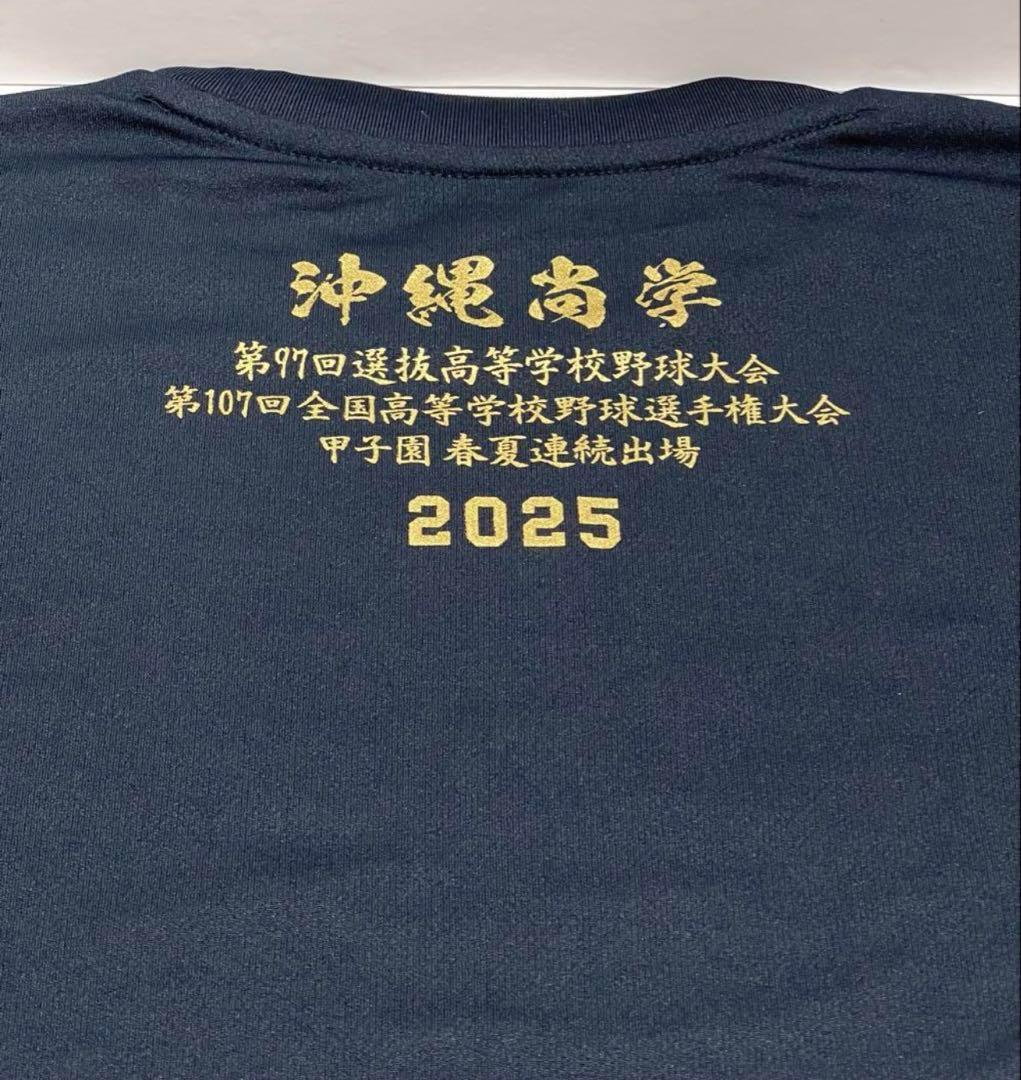 沖縄尚学
第97回選抜高等学校野球大会
第107回全国高等学校野球選手権大会
甲子園 春夏連続出場
2025